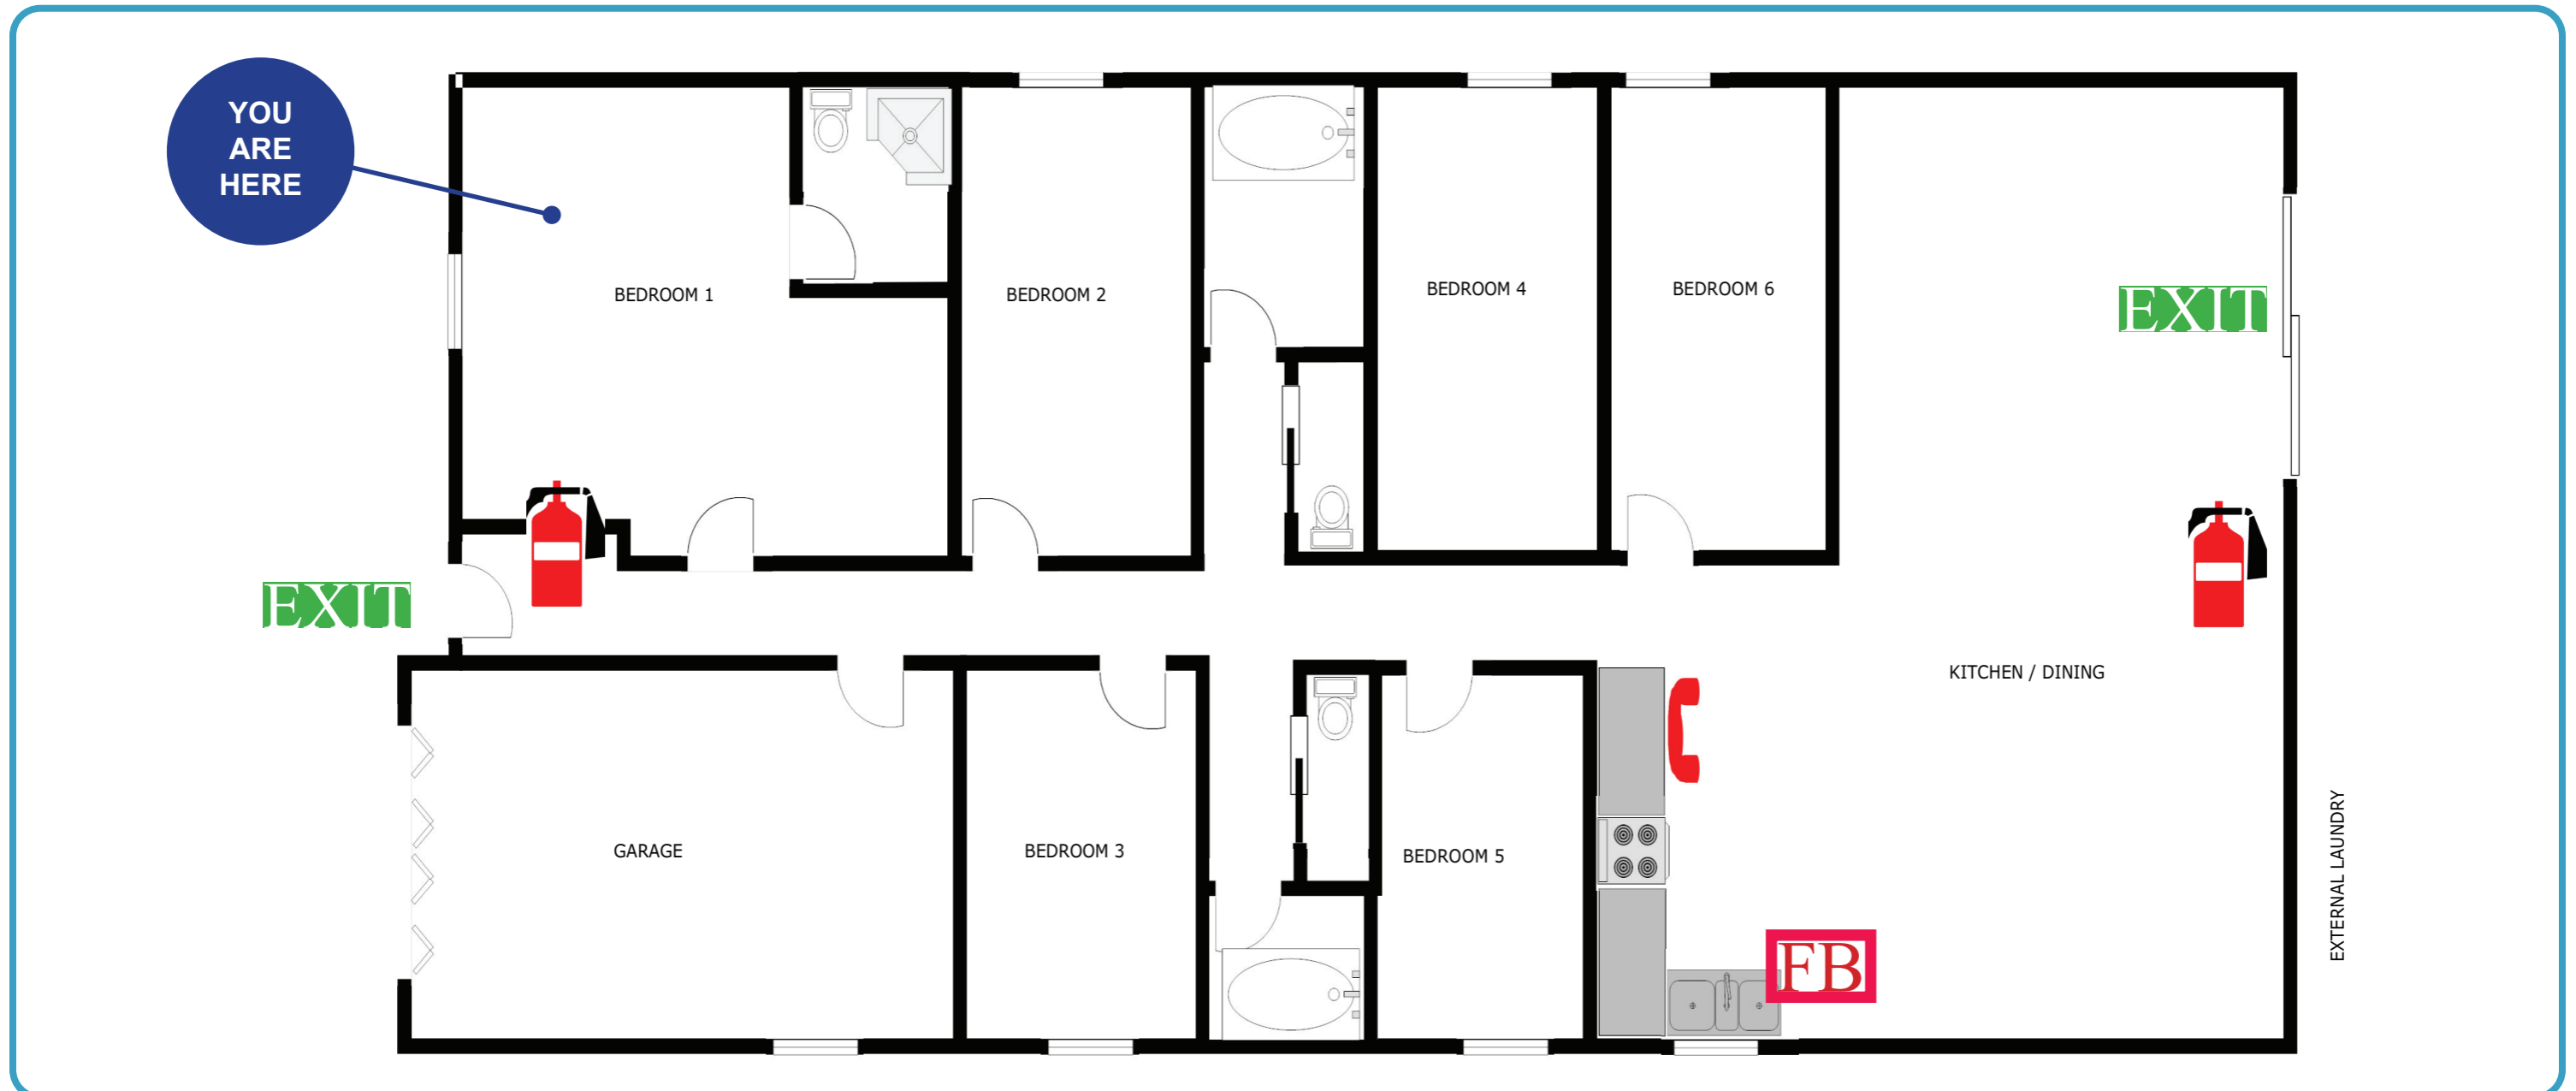 YOU
ARE
HERE
BEDROOM 1
BEDROOM 2
BEDROOM 4
BEDROOM 6
EXIT
EXIT
KITCHEN / DINING
GARAGE
BEDROOM 3
BEDROOM 5
EXTERNAL LAUNDRY
FB